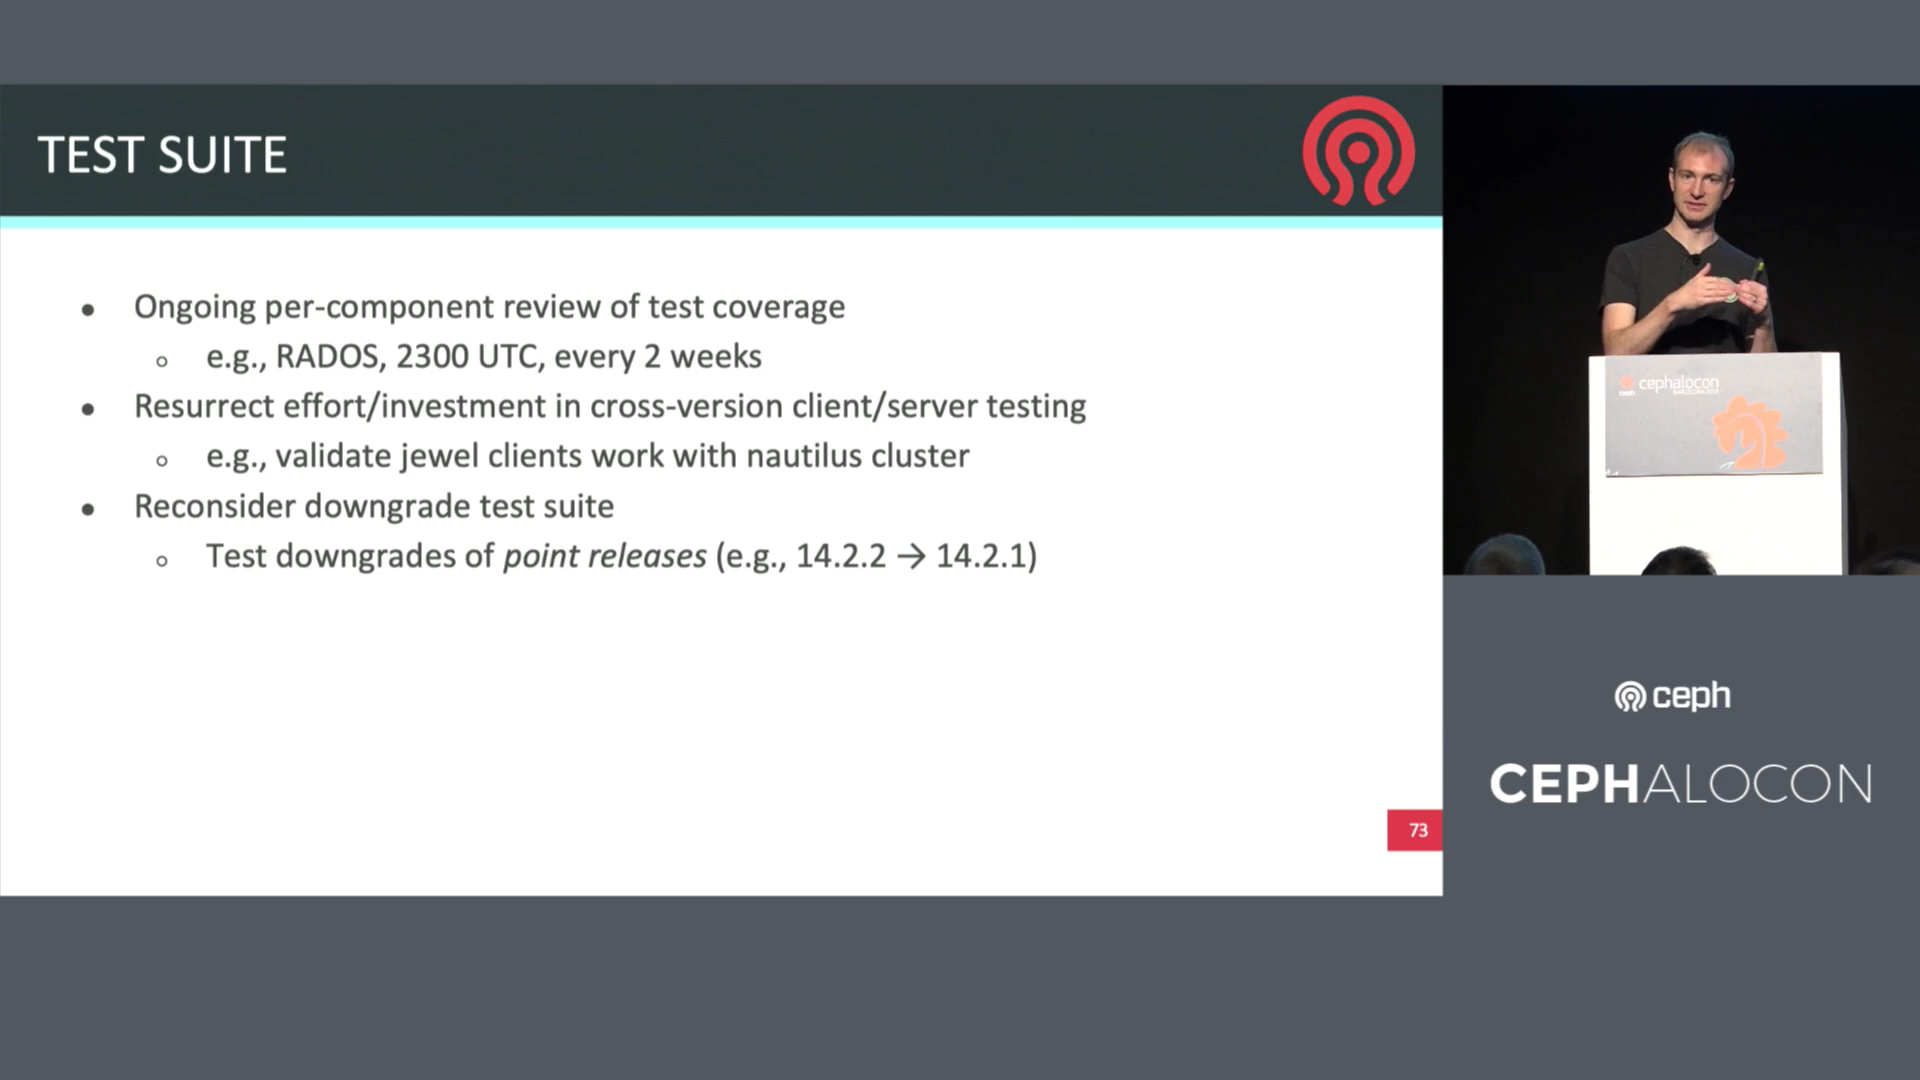 TEST SUITE
● Ongoing per-component review of test coverage
○ e.g., RADOS, 2300 UTC, every 2 weeks
● Resurrect effort/investment in cross-version client/server testing
○ e.g., validate jewel clients work with nautilus cluster
● Reconsider downgrade test suite
○ Test downgrades of point releases (e.g., 14.2.2 → 14.2.1)
73
ceph
cephalocon
ceph
CEPHALOCON